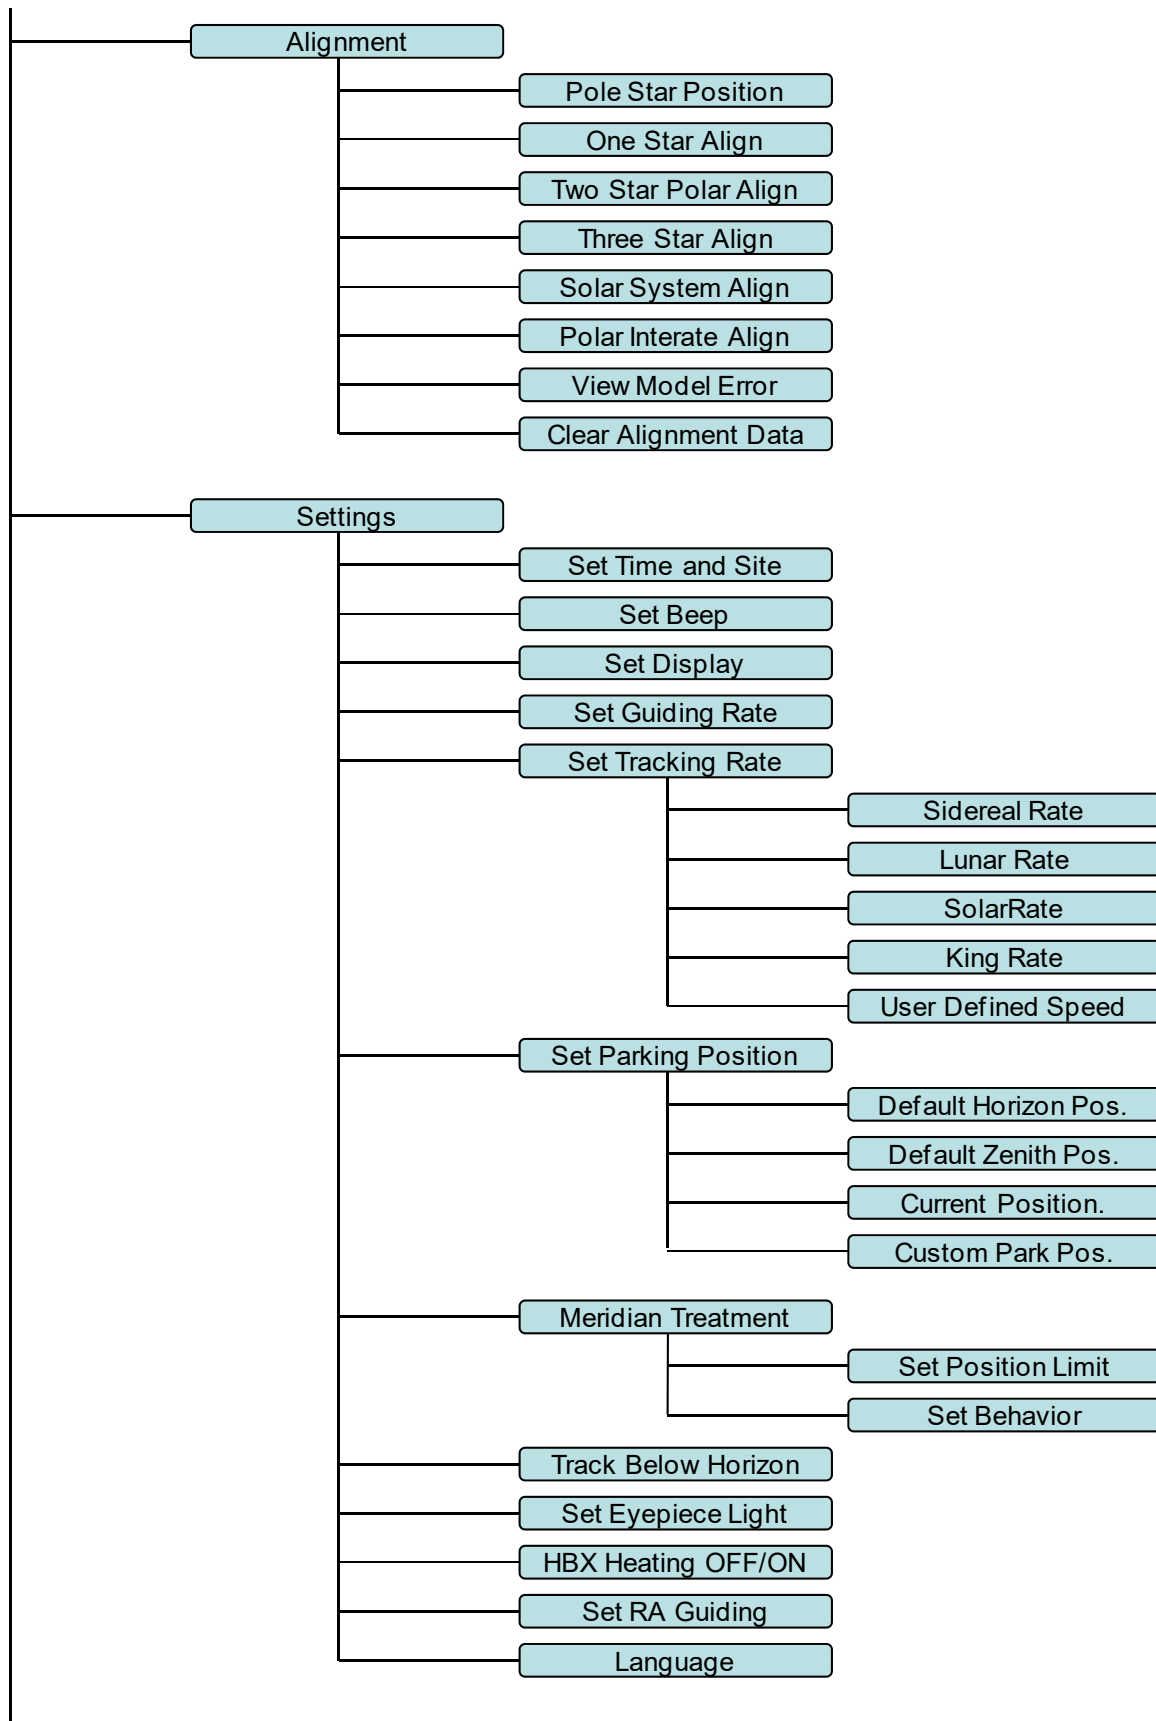 Alignment
Pole Star Position
One Star Align
Two Star Polar Align
Three Star Align
Solar System Align
Polar Interate Align
View Model Error
Clear Alignment Data
Settings
Set Time and Site
Set Beep
Set Display
Set Guiding Rate
Set Tracking Rate
Sidereal Rate
Lunar Rate
SolarRate
King Rate
User Defined Speed
Set Parking Position
Default Horizon Pos.
Default Zenith Pos.
Current Position.
Custom Park Pos.
Meridian Treatment
Set Position Limit
Set Behavior
Track Below Horizon
Set Eyepiece Light
HBX Heating OFF/ON
Set RA Guiding
Language